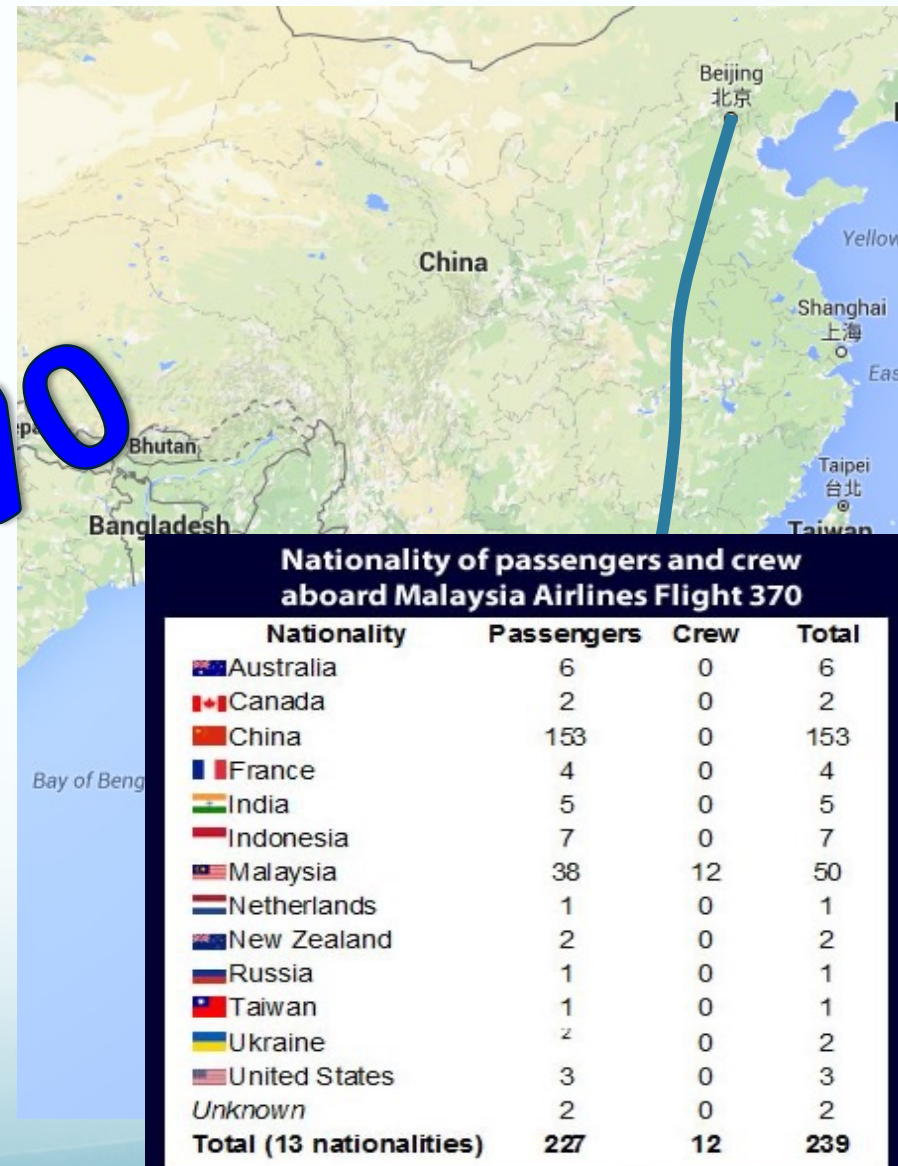 Beijing
北京
Yellow
China
Shanghai
上海
Eas
0
epa
Bhutan
Taipei
台北
Bangladesh
Taiwan
Bay of Beng
Nationality of passengers and crew
aboard Malaysia Airlines Flight 370
Nationality Passengers Crew Total
Australia 6 0 6
Canada 2 0 2
China 153 0 153
France 4 0 4
India 5 0 5
Indonesia 7 0 7
Malaysia 38 12 50
Netherlands 1 0 1
New Zealand 2 0 2
Russia 1 0 1
Taiwan 1 0 1
Ukraine 2 0 2
United States 3 0 3
Unknown 2 0 2
Total (13 nationalities) 227 12 239